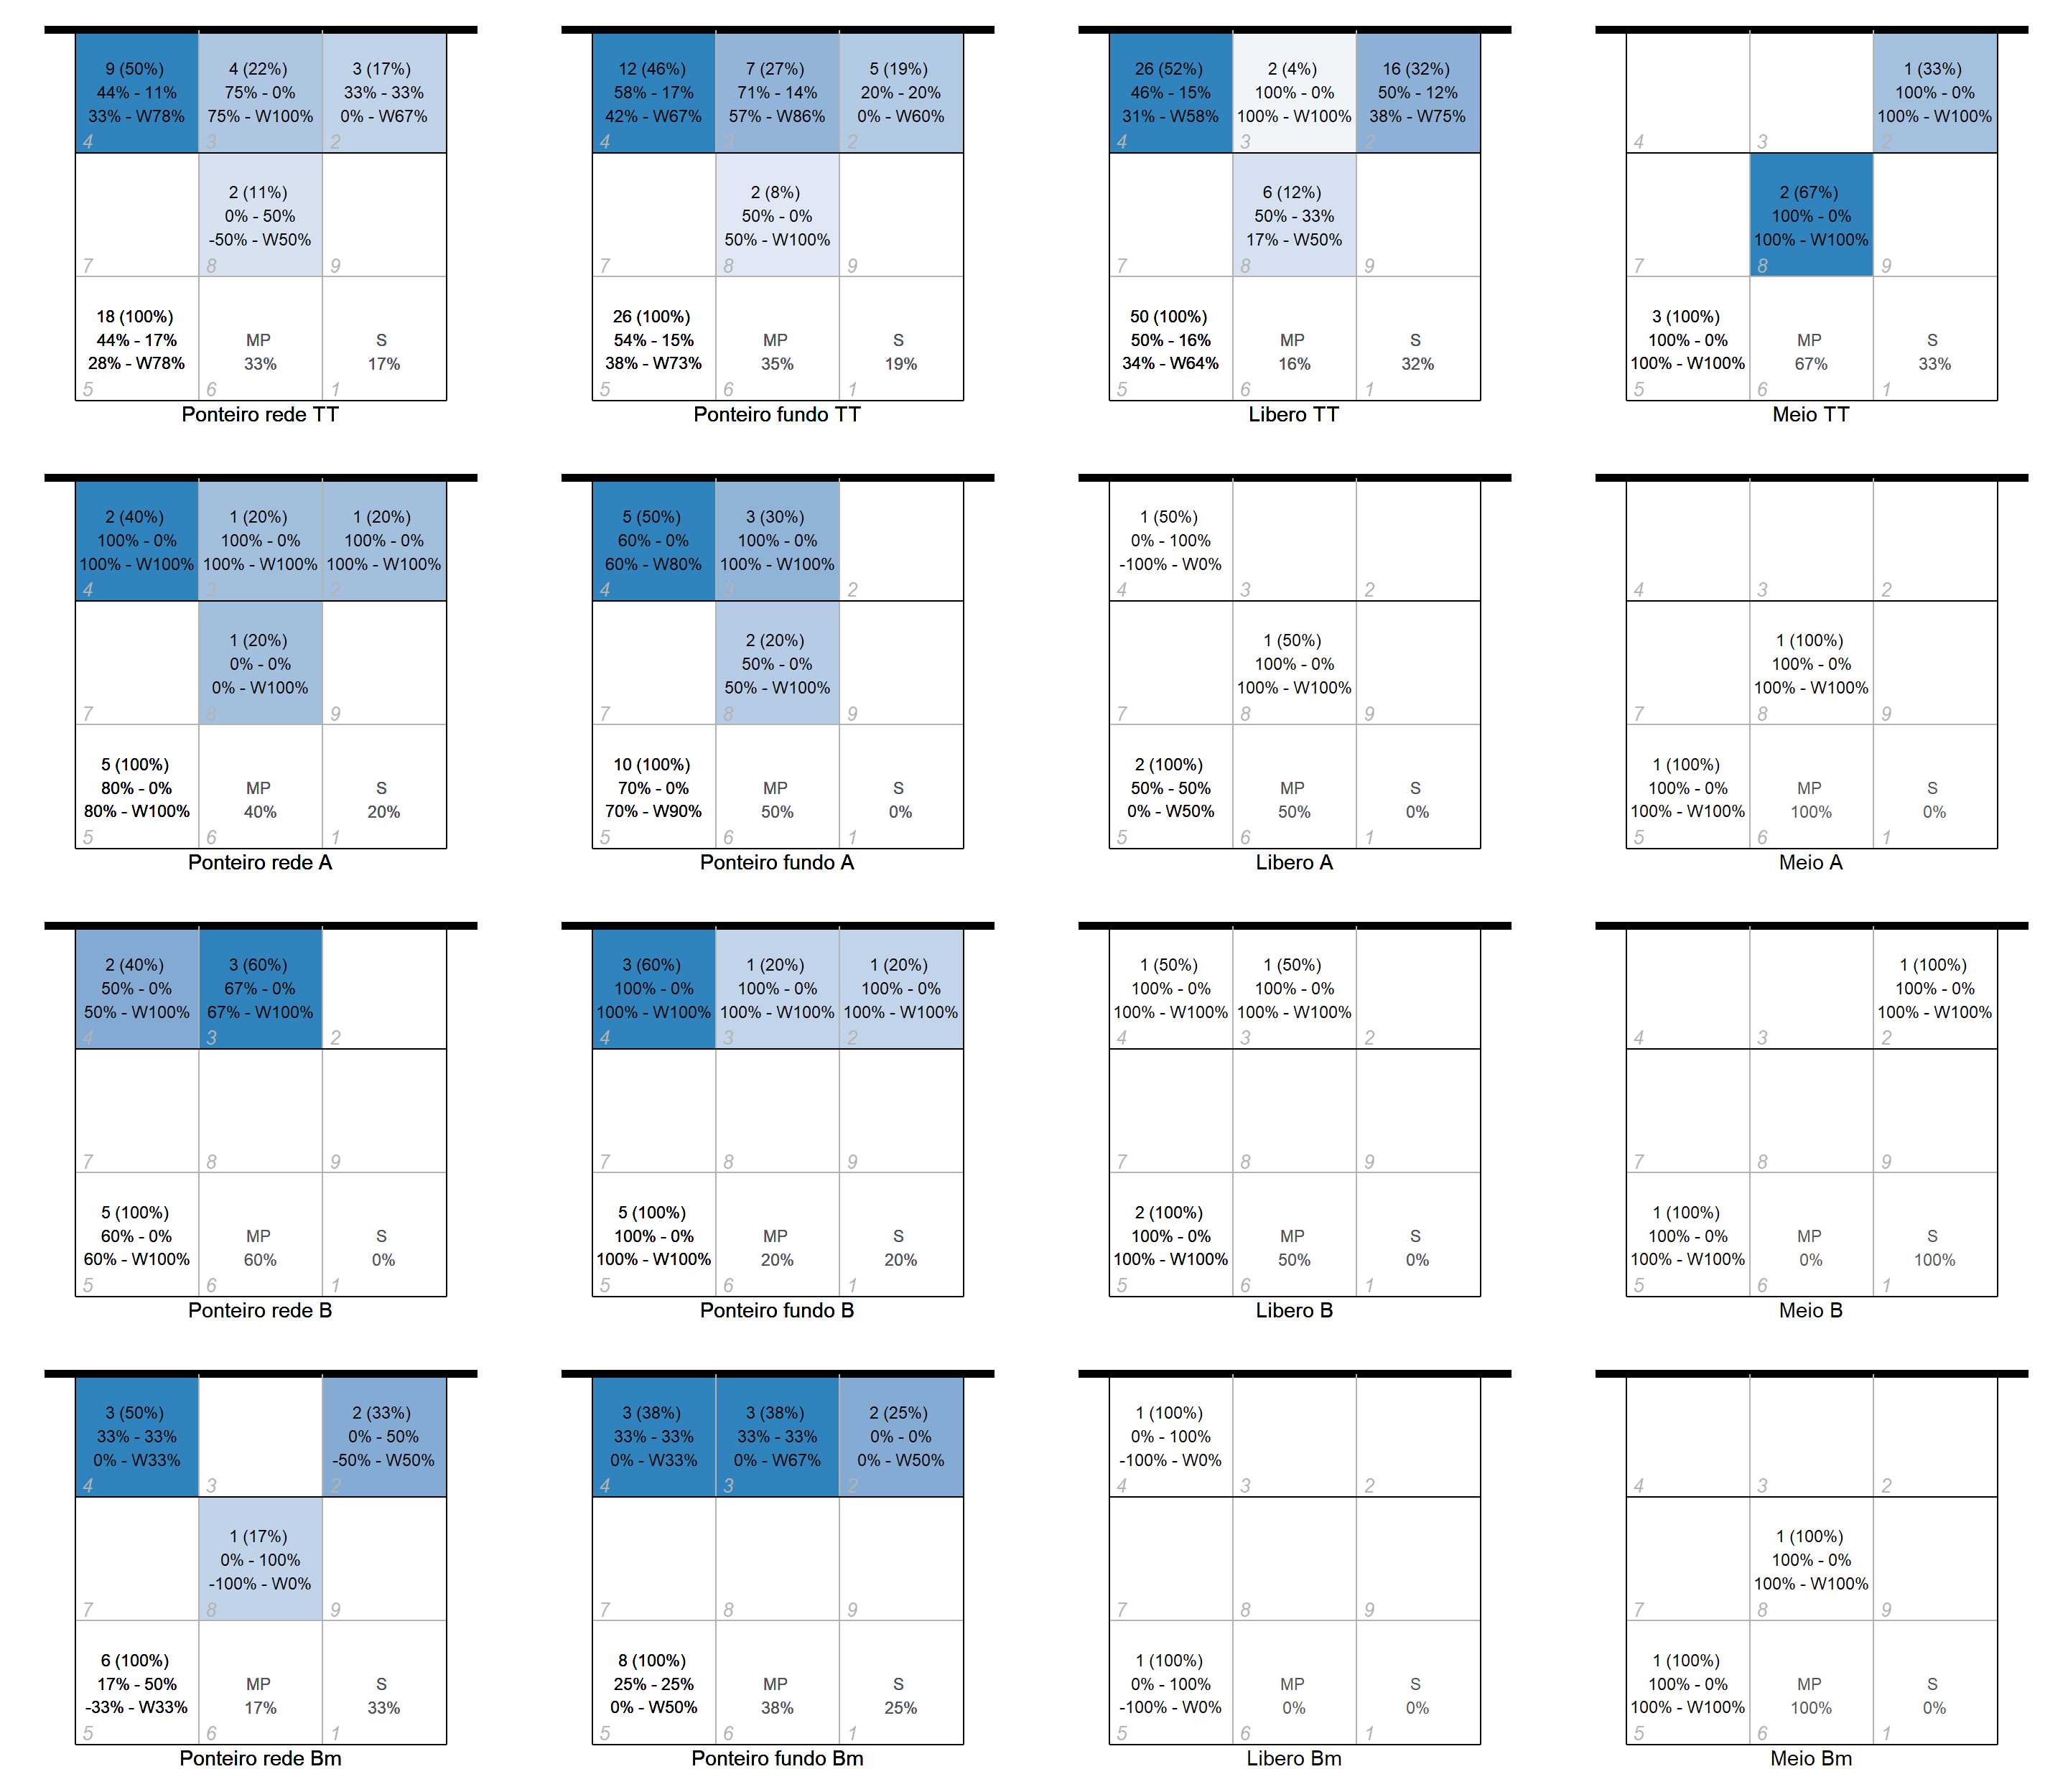 9 (50%)
44% - 11%
33% - W78%
4
4 (22%)
75% - 0%
75% - W100%
3
3 (17%)
33% - 33%
0% - W67%
2
7
2 (11%)
0% - 50%
-50% - W50%
8
9
18 (100%)
44% - 17%
28% - W78%
5
MP
33%
6
S
17%
1
Ponteiro rede TT
12 (46%)
58% - 17%
42% - W67%
4
7 (27%)
71% - 14%
57% - W86%
3
5 (19%)
20% - 20%
0% - W60%
2
7
2 (8%)
50% - 0%
50% - W100%
8
9
26 (100%)
54% - 15%
38% - W73%
5
MP
35%
6
S
19%
1
Ponteiro fundo TT
26 (52%)
46% - 15%
31% - W58%
4
2 (4%)
100% - 0%
100% - W100%
3
16 (32%)
50% - 12%
38% - W75%
2
7
6 (12%)
50% - 33%
17% - W50%
8
9
50 (100%)
50% - 16%
34% - W64%
5
MP
16%
6
S
32%
1
Libero TT
4
3
1 (33%)
100% - 0%
100% - W100%
2
7
2 (67%)
100% - 0%
100% - W100%
8
9
3 (100%)
100% - 0%
100% - W100%
5
MP
67%
6
S
33%
1
Meio TT
2 (40%)
100% - 0%
100% - W100%
4
1 (20%)
100% - 0%
100% - W100%
3
1 (20%)
100% - 0%
100% - W100%
2
7
1 (20%)
0% - 0%
0% - W100%
8
9
5 (100%)
80% - 0%
80% - W100%
5
MP
40%
6
S
20%
1
Ponteiro rede A
5 (50%)
60% - 0%
60% - W80%
4
3 (30%)
100% - 0%
100% - W100%
3
2
7
2 (20%)
50% - 0%
50% - W100%
8
9
10 (100%)
70% - 0%
70% - W90%
5
MP
50%
6
S
0%
1
Ponteiro fundo A
1 (50%)
0% - 100%
-100% - W0%
4
3
2
7
1 (50%)
100% - 0%
100% - W100%
8
9
2 (100%)
50% - 50%
0% - W50%
5
MP
50%
6
S
0%
1
Libero A
4
3
2
7
1 (100%)
100% - 0%
100% - W100%
8
9
1 (100%)
100% - 0%
100% - W100%
5
MP
100%
6
S
0%
1
Meio A
2 (40%)
50% - 0%
50% - W100%
4
3 (60%)
67% - 0%
67% - W100%
3
2
7
8
9
5 (100%)
60% - 0%
60% - W100%
5
MP
60%
6
S
0%
1
Ponteiro rede B
3 (60%)
100% - 0%
100% - W100%
4
1 (20%)
100% - 0%
100% - W100%
3
1 (20%)
100% - 0%
100% - W100%
2
7
8
9
5 (100%)
100% - 0%
100% - W100%
5
MP
20%
6
S
20%
1
Ponteiro fundo B
1 (50%)
100% - 0%
100% - W100%
4
1 (50%)
100% - 0%
100% - W100%
3
2
7
8
9
2 (100%)
100% - 0%
100% - W100%
5
MP
50%
6
S
0%
1
Libero B
4
3
1 (100%)
100% - 0%
100% - W100%
2
7
8
9
1 (100%)
100% - 0%
100% - W100%
5
MP
0%
6
S
100%
1
Meio B
3 (50%)
33% - 33%
0% - W33%
4
3
2 (33%)
0% - 50%
-50% - W50%
2
7
1 (17%)
0% - 100%
-100% - W0%
8
9
6 (100%)
17% - 50%
-33% - W33%
5
MP
17%
6
S
33%
1
Ponteiro rede Bm
3 (38%)
33% - 33%
0% - W33%
4
3 (38%)
33% - 33%
0% - W67%
3
2 (25%)
0% - 0%
0% - W50%
2
7
8
9
8 (100%)
25% - 25%
0% - W50%
5
MP
38%
6
S
25%
1
Ponteiro fundo Bm
1 (100%)
0% - 100%
-100% - W0%
4
3
2
7
8
9
1 (100%)
0% - 100%
-100% - W0%
5
MP
0%
6
S
0%
1
Libero Bm
4
3
2
7
1 (100%)
100% - 0%
100% - W100%
8
9
1 (100%)
100% - 0%
100% - W100%
5
MP
100%
6
S
0%
1
Meio Bm